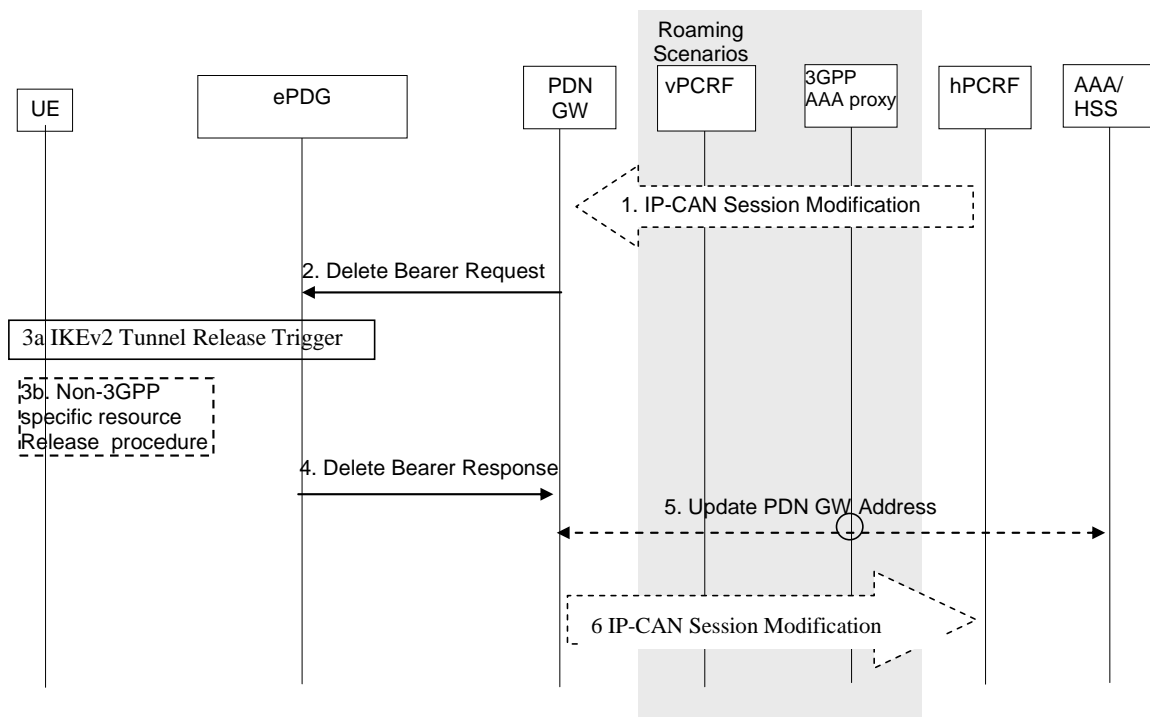 Roaming
Scenarios
UE
ePDG
PDN
GW
vPCRF
3GPP
AAA proxy
hPCRF
AAA/
HSS
1. IP-CAN Session Modification
2. Delete Bearer Request
3a IKEv2 Tunnel Release Trigger
3b. Non-3GPP
specific resource
Release procedure
4. Delete Bearer Response
5. Update PDN GW Address
6 IP-CAN Session Modification